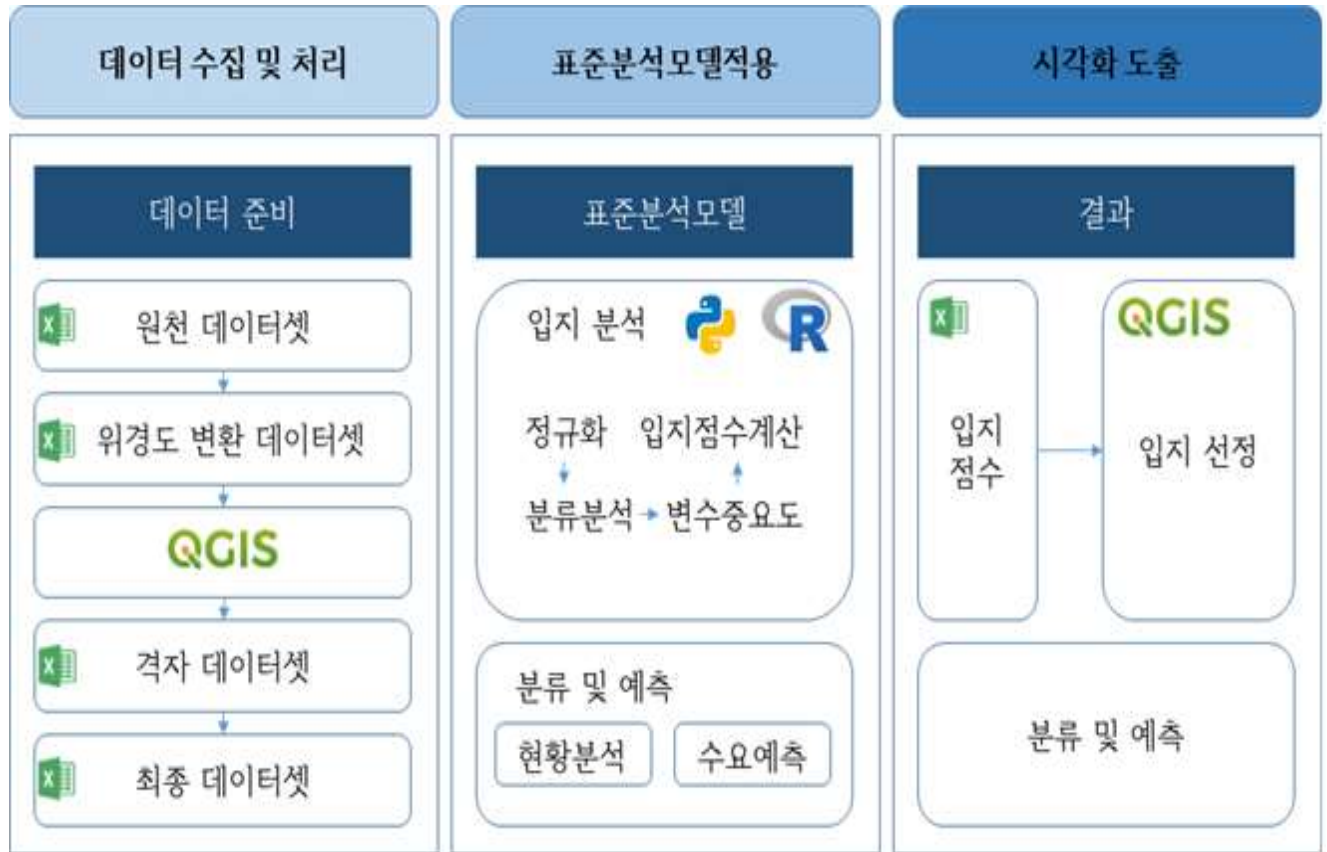 데이터 수집 및 처리
표준분석모델적용
시각화 도출
데이터 준비
원천 데이터셋
위경도 변환 데이터셋
QGIS
격자 데이터셋
최종 데이터셋
표준분석모델
입지 분석
R
정규화
입지점수계산
분류분석
변수중요도
분류 및 예측
현황분석
수요예측
결과
입지
점수
QGIS
입지 선정
분류 및 예측